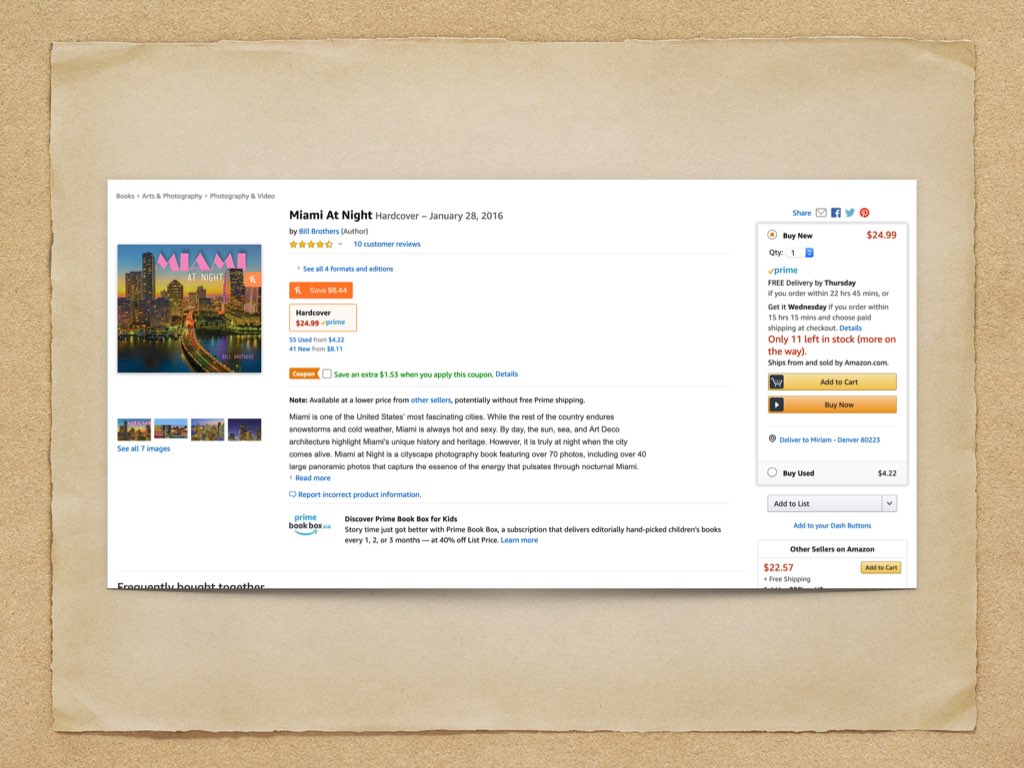 Books › Arts & Photography › Photography & Video
Miami At Night Hardcover – January 28, 2016
by Bill Brothers (Author)
10 customer reviews
› See all 4 formats and editions
Save $6.44
Hardcover
$24.99 prime
55 Used from $4.22
41 New from $8.11
Coupon Save an extra $1.53 when you apply this coupon. Details
Note: Available at a lower price from other sellers, potentially without free Prime shipping.
Miami is one of the United States' most fascinating cities. While the rest of the country endures
snowstorms and cold weather, Miami is always hot and sexy. By day, the sun, sea, and Art Deco
architecture highlight Miami's unique history and heritage. However, it is truly at night when the city
comes alive. Miami at Night is a cityscape photography book featuring over 70 photos, including over 40
large panoramic photos that capture the essence of the energy that pulsates through nocturnal Miami.
‹ Read more
Report incorrect product information.
prime
book box KIDS
Discover Prime Book Box for Kids
Story time just got better with Prime Book Box, a subscription that delivers editorially hand-picked children's books
every 1, 2, or 3 months — at 40% off List Price. Learn more
MIAMI
AT NIGHT
BILL BROTHERS
See all 7 images
Frequently bought together
Share
Buy New $24.99
Qty: 1
prime
FREE Delivery by Thursday
if you order within 22 hrs 45 mins, or
Get it Wednesday if you order within
15 hrs 15 mins and choose paid
shipping at checkout. Details
Only 11 left in stock (more on
the way).
Ships from and sold by Amazon.com.
Add to Cart
Buy Now
Deliver to Miriam - Denver 80223
Buy Used $4.22
Add to List
Add to your Dash Buttons
Other Sellers on Amazon
$22.57 Add to Cart
+ Free Shipping